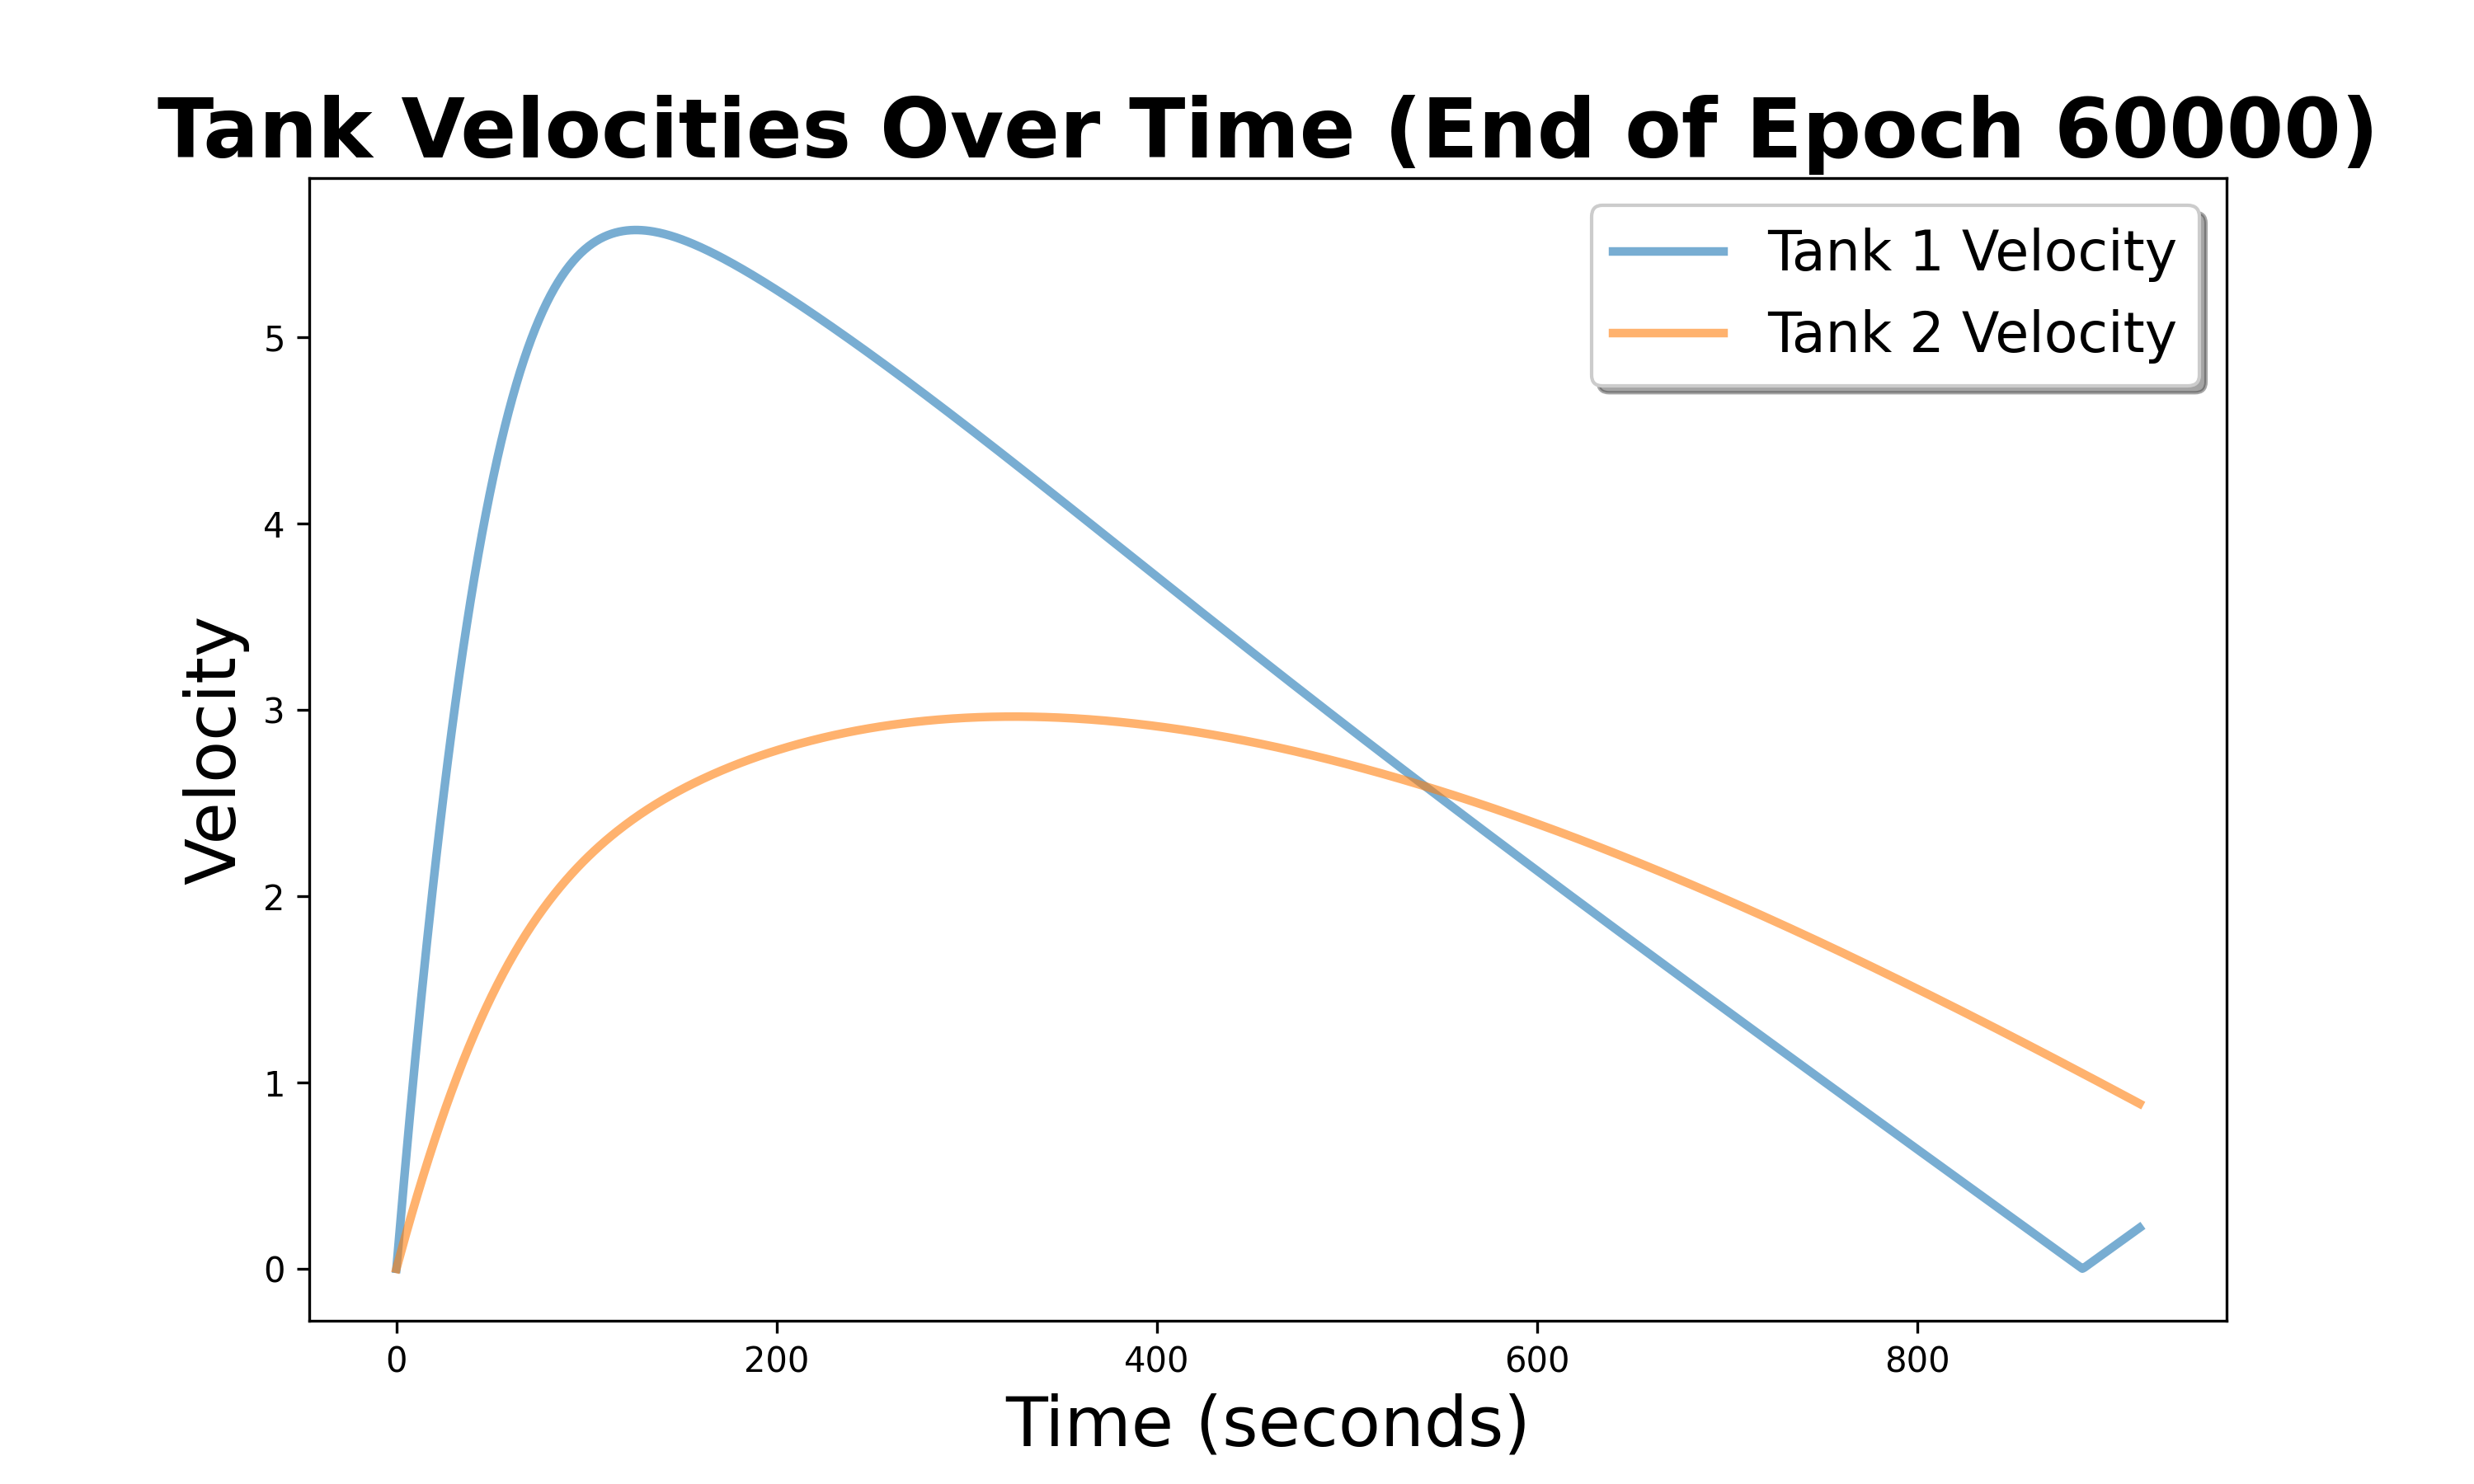 Tank Velocities Over Time (End of Epoch 60000)
Tank 1 Velocity
Tank 2 Velocity
Velocity
5
4
3
2
1
0
0 200 400 600 800
Time (seconds)